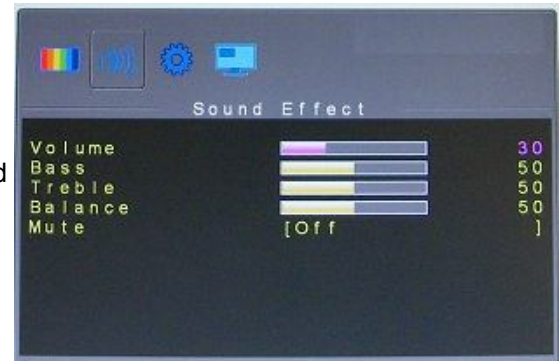 Sound Effect
Volume 30
Bass 50
Treble 50
Balance 50
Mute [Off ]
d